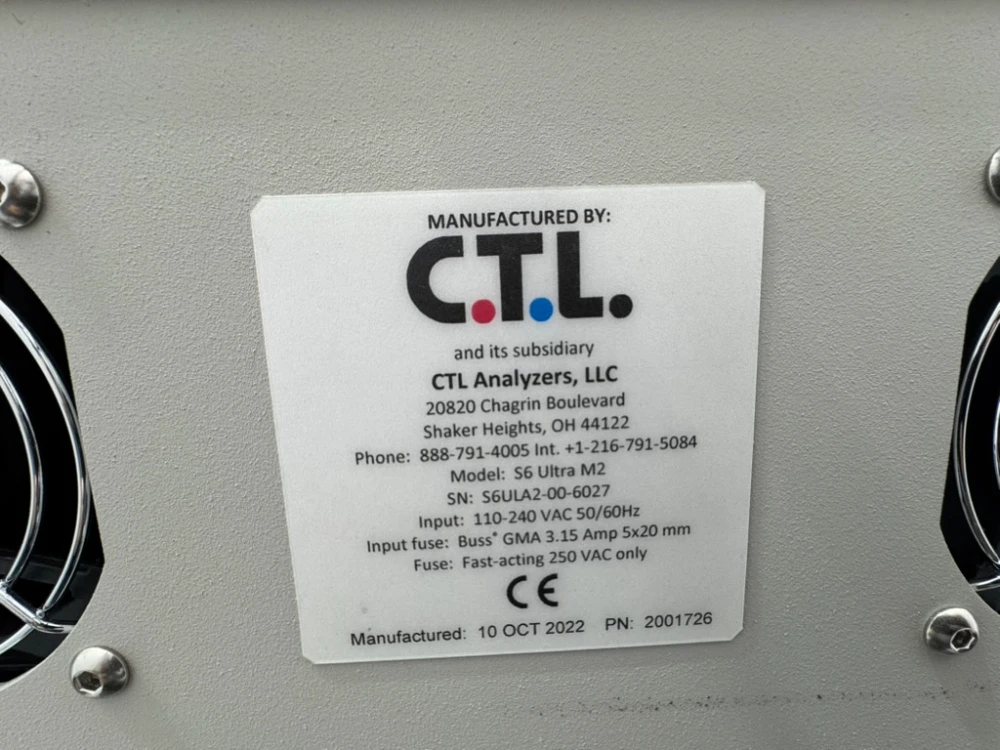 MANUFACTURED BY:
C.T.L.
and its subsidiary
CTL Analyzers, LLC
20820 Chagrin Boulevard
Shaker Heights, OH 44122
Phone: 888-791-4005 Int. +1-216-791-5084
Model: S6 Ultra M2
SN: S6ULA2-00-6027
Input: 110-240 VAC 50/60Hz
Input fuse: Buss® GMA 3.15 Amp 5x20 mm
Fuse: Fast-acting 250 VAC only
CE
Manufactured: 10 OCT 2022 PN: 2001726